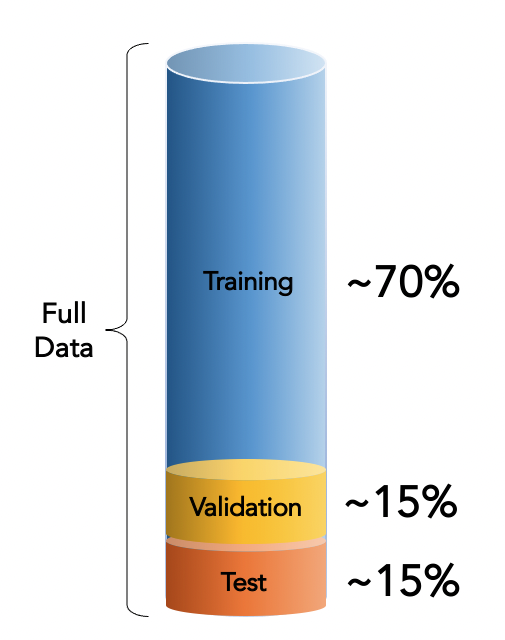 Training
~70%
Full
Data
Validation
~15%
Test
~15%